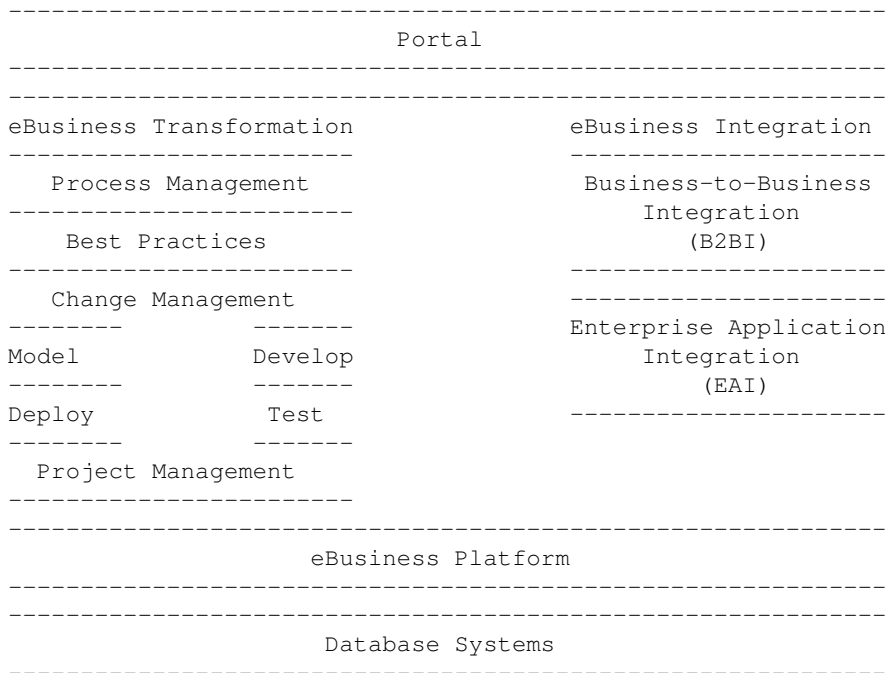 Portal
eBusiness Transformation eBusiness Integration
Process Management Business-to-Business
Integration
Best Practices (B2BI)
Change Management
Enterprise Application
Model Develop Integration
(EAI)
Deploy Test
Project Management
eBusiness Platform
Database Systems